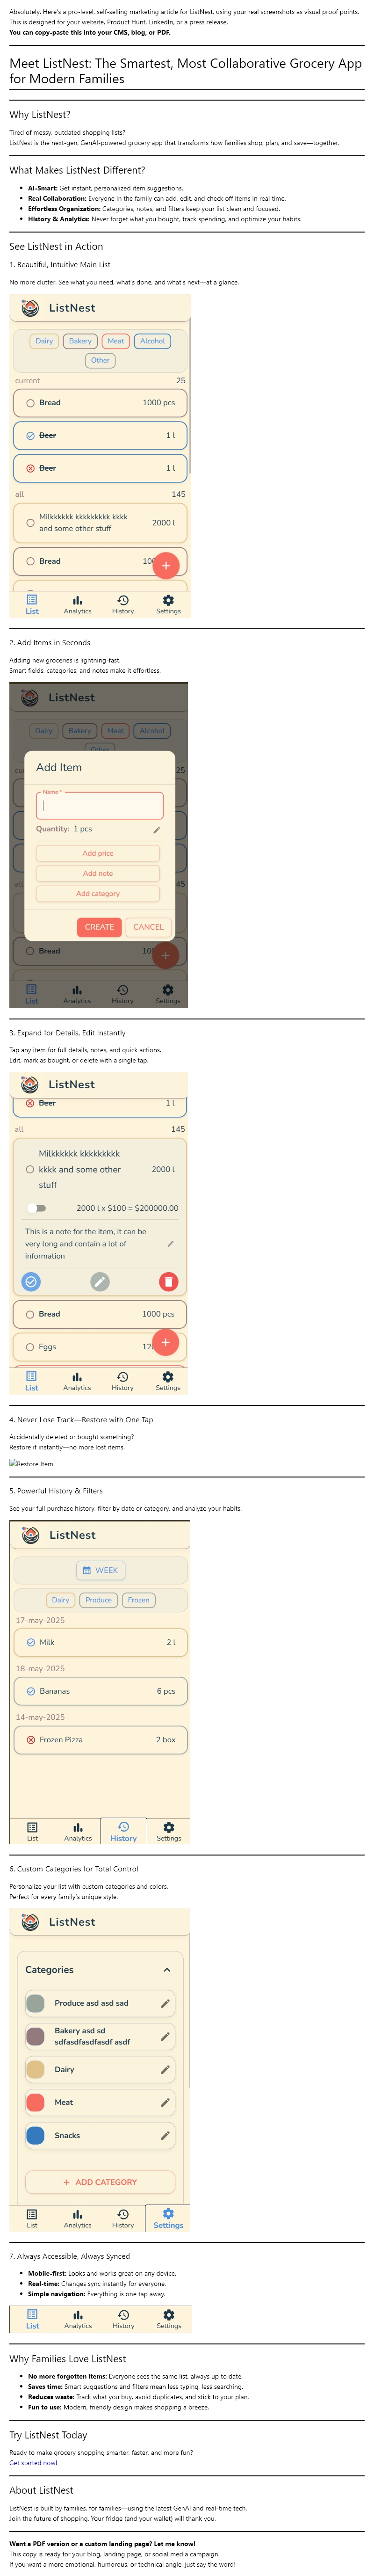 Absolutely. Here's a pro-level, self-selling marketing article for ListNest, using your real screenshots as visual proof points.
This is designed for your website, Product Hunt, LinkedIn, or a press release.
You can copy-paste this into your CMS, blog, or PDF.
Meet ListNest: The Smartest, Most Collaborative Grocery App
for Modern Families
Why ListNest?
Tired of messy, outdated shopping lists?
ListNest is the next-gen, GenAI-powered grocery app that transforms how families shop, plan, and save—together.
What Makes ListNest Different?
AI-Smart: Get instant, personalized item suggestions.
Real Collaboration: Everyone in the family can add, edit, and check off items in real time.
Effortless Organization: Categories, notes, and filters keep your list clean and focused.
History & Analytics: Never forget what you bought, track spending, and optimize your habits.
See ListNest in Action
1. Beautiful, Intuitive Main List
No more clutter. See what you need, what's done, and what's next—at a glance.
ListNest
Dairy Bakery Meat Alcohol
Other
current 25
Bread 1000 pcs
Beer 1 l
Beer 1 l
all 145
Milkkkkkk kkkkkkkkk kkkk
and some other stuff 2000 l
Bread 100
+
List Analytics History Settings
2. Add Items in Seconds
Adding new groceries is lightning-fast.
Smart fields, categories, and notes make it effortless.
ListNest
Dairy Bakery Meat Alcohol
Other
cur 25
Add Item
Name *
Quantity: 1 pcs
Add price
Add note
all 45
Add category
CREATE CANCEL
Bread 10
+
List Analytics History Settings
3. Expand for Details, Edit Instantly
Tap any item for full details, notes, and quick actions.
Edit, mark as bought, or delete with a single tap.
ListNest
Beer 1 l
all 145
Milkkkkkk kkkkkkkkk
kkkk and some other 2000 l
stuff
2000 l x $100 = $200000.00
This is a note for the item, it can be
very long and contain a lot of
information
Bread 1000 pcs
Eggs 12
+
List Analytics History Settings
4. Never Lose Track—Restore with One Tap
Accidentally deleted or bought something?
Restore it instantly—no more lost items.
Restore Item
5. Powerful History & Filters
See your full purchase history, filter by date or category, and analyze your habits.
ListNest
WEEK
Dairy Produce Frozen
17-may-2025
Milk 2 l
18-may-2025
Bananas 6 pcs
14-may-2025
Frozen Pizza 2 box
List Analytics History Settings
6. Custom Categories for Total Control
Personalize your list with custom categories and colors.
Perfect for every family's unique style.
ListNest
Categories
Produce asd asd sad
Bakery asd sd
sdfasdfasdfasdf asdf
Dairy
Meat
Snacks
+ ADD CATEGORY
List Analytics History Settings
7. Always Accessible, Always Synced
Mobile-first: Looks and works great on any device.
Real-time: Changes sync instantly for everyone.
Simple navigation: Everything is one tap away.
List Analytics History Settings
Why Families Love ListNest
No more forgotten items: Everyone sees the same list, always up to date.
Saves time: Smart suggestions and filters mean less typing, less searching.
Reduces waste: Track what you buy, avoid duplicates, and stick to your plan.
Fun to use: Modern, friendly design makes shopping a breeze.
Try ListNest Today
Ready to make grocery shopping smarter, faster, and more fun?
Get started now!
About ListNest
ListNest is built by families, for families—using the latest GenAI and real-time tech.
Join the future of shopping. Your fridge (and your wallet) will thank you.
Want a PDF version or a custom landing page? Let me know!
This copy is ready for your blog, landing page, or social media campaign.
If you want a more emotional, humorous, or technical angle, just say the word!